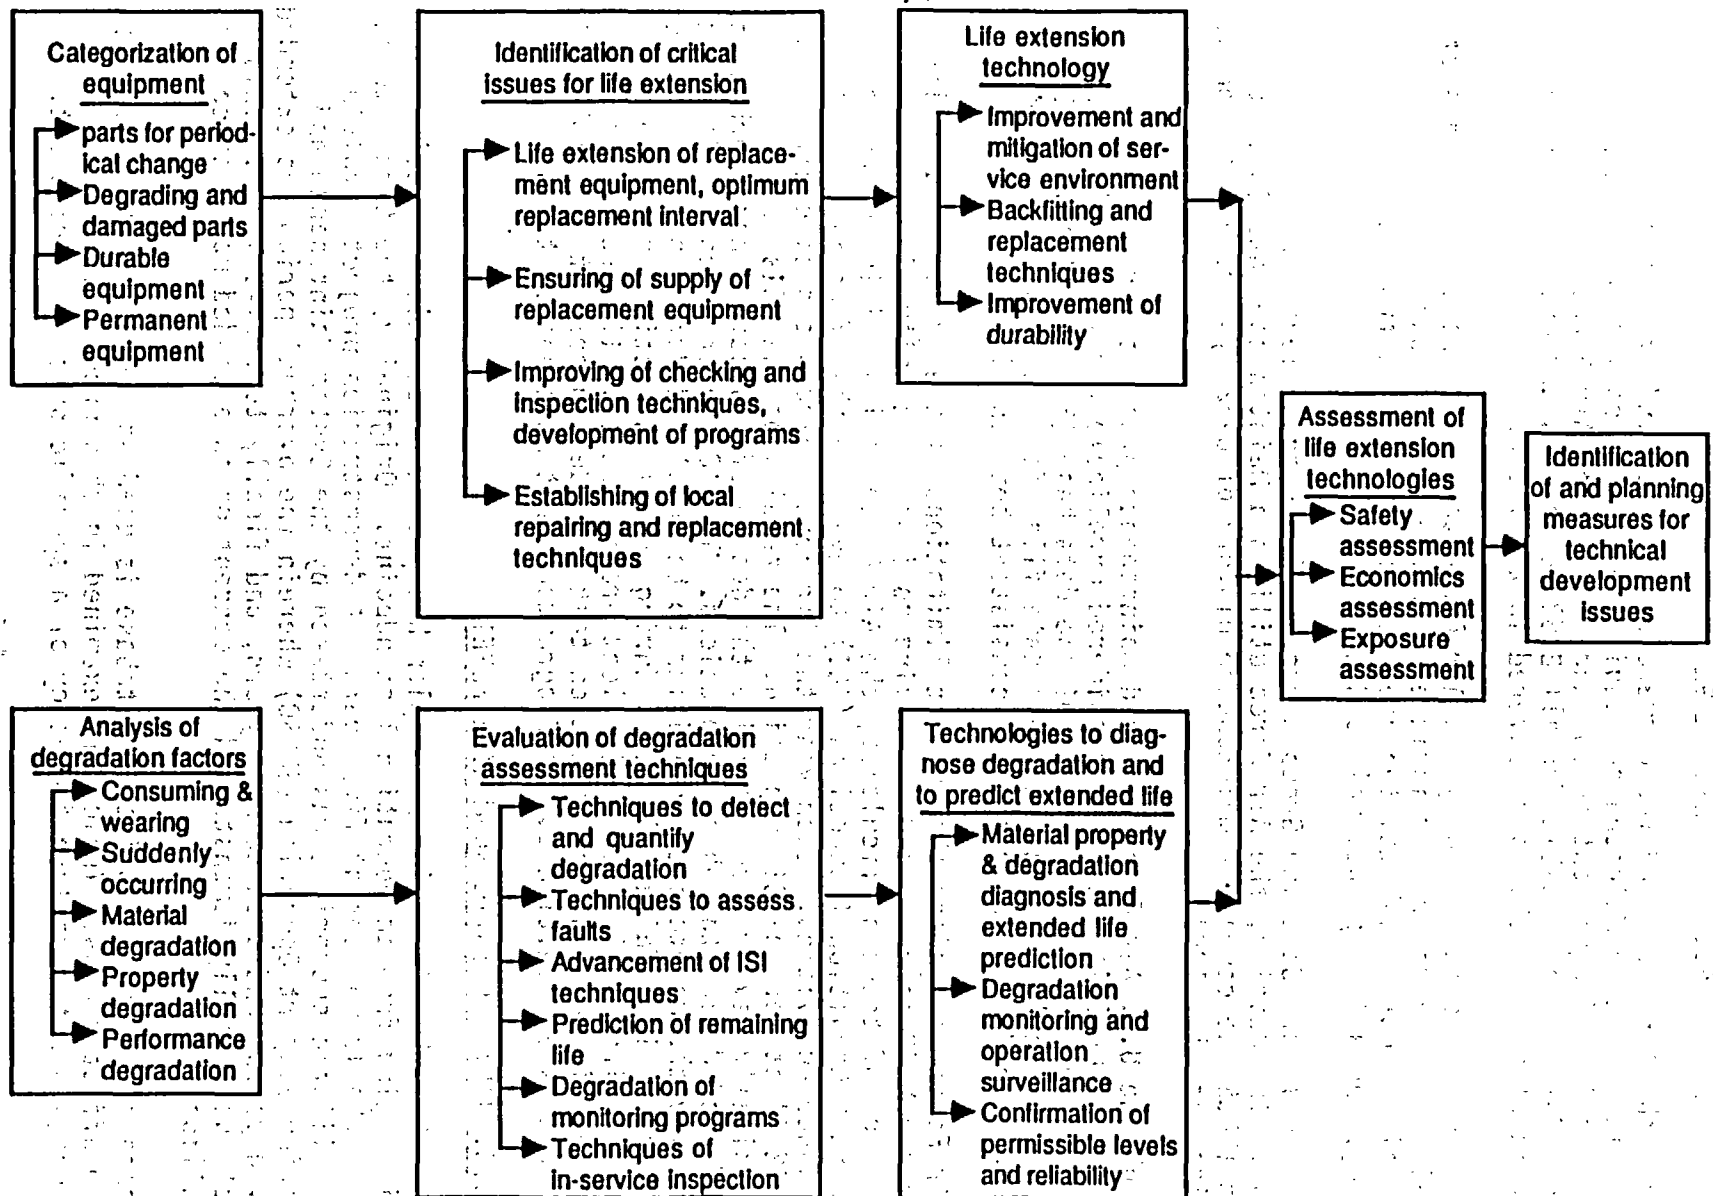 Categorization of
equipment
parts for period-
ical change
Degrading and
damaged parts
Durable
equipment
Permanent
equipment
Identification of critical
issues for life extension
Life extension of replace-
ment equipment, optimum
replacement interval
Ensuring of supply of
replacement equipment
Improving of checking and
inspection techniques,
development of programs
Establishing of local
repairing and replacement
techniques
Life extension
technology
Improvement and
mitigation of ser-
vice environment
Backfitting and
replacement
techniques
Improvement of
durability
Analysis of
degradation factors
Consuming &
wearing
Suddenly
occurring
Material
degradation
Property
degradation
Performance
degradation
Evaluation of degradation
assessment techniques
Techniques to detect
and quantify
degradation
Techniques to assess
faults
Advancement of ISI
techniques
Prediction of remaining
life
Degradation of
monitoring programs
Techniques of
in-service inspection
Technologies to diag-
nose degradation and
to predict extended life
Material property
& degradation
diagnosis and
extended life
prediction
Degradation
monitoring and
operation
surveillance
Confirmation of
permissible levels
and reliability
Assessment of
life extension
technologies
Safety
assessment
Economics
assessment
Exposure
assessment
Identification
of and planning
measures for
technical
development
issues